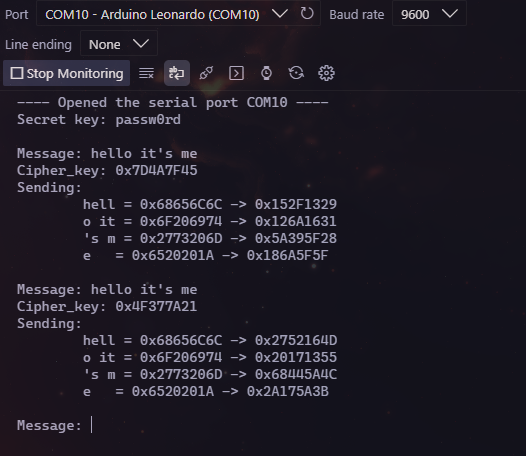 Port COM10 - Arduino Leonardo (COM10) Baud rate 9600
Line ending None
Stop Monitoring
---- Opened the serial port COM10 ----
Secret key: passw0rd
Message: hello it's me
Cipher_key: 0x7D4A7F45
Sending:
hell = 0x68656C6C -> 0x152F1329
o it = 0x6F206974 -> 0x126A1631
's m = 0x2773206D -> 0x5A395F28
e   = 0x6520201A -> 0x186A5F5F
Message: hello it's me
Cipher_key: 0x4F377A21
Sending:
hell = 0x68656C6C -> 0x2752164D
o it = 0x6F206974 -> 0x20171355
's m = 0x2773206D -> 0x68445A4C
e   = 0x6520201A -> 0x2A175A3B
Message: